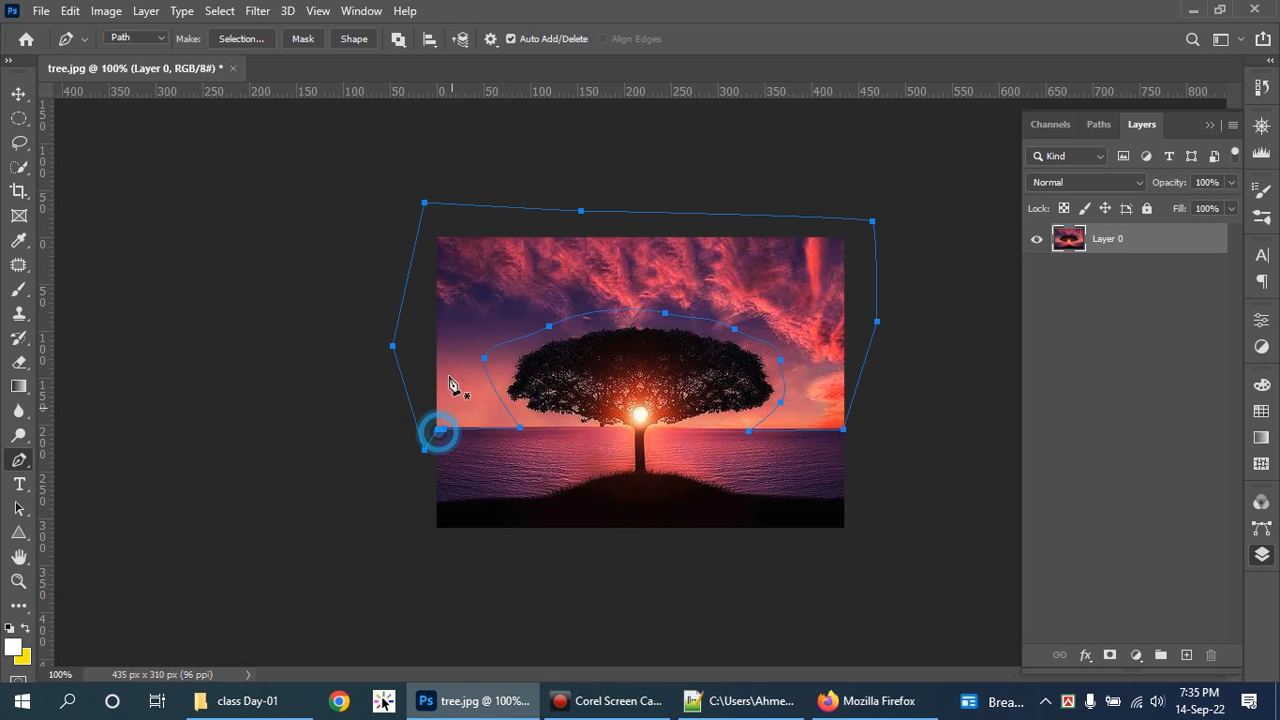 Ps File Edit Image Layer Type Select Filter 3D View Window Help
Path Make: Selection... Mask Shape Auto Add/Delete Align Edges
tree.jpg @ 100% (Layer 0, RGB/8#) * ×
400 350 300 250 200 150 100 50 0 50 100 150 200 250 300 350 400 450 500 550 600 650 700 750 800
Channels Paths Layers
Kind
Normal Opacity: 100%
Lock: Fill: 100%
Layer 0
100% 435 px x 310 px (96 ppi)
class Day-01 Ps tree.jpg @ 100%... Corel Screen Ca... C:\Users\Ahme... Mozilla Firefox Brea...
7:35 PM
14-Sep-22